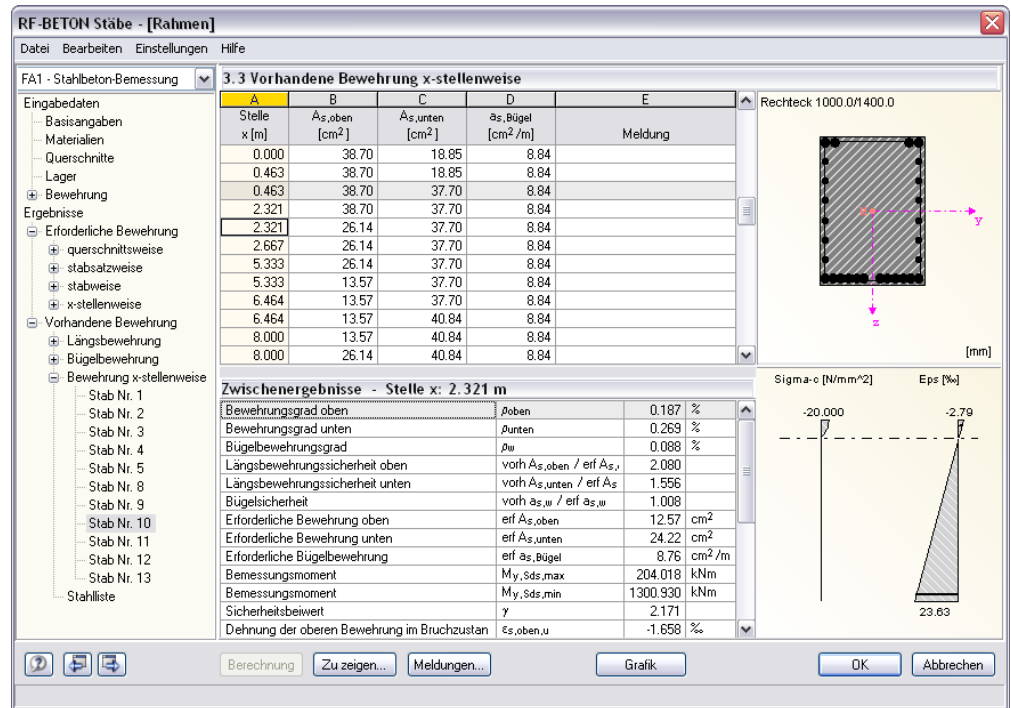 RF-BETON Stäbe - [Rahmen]
Datei Bearbeiten Einstellungen Hilfe
FA1 - Stahlbeton-Bemessung
Eingabedaten
Basisangaben
Materialien
Querschnitte
Lager
Bewehrung
Ergebnisse
Erforderliche Bewehrung
querschnittsweise
stabsatzweise
stabweise
x-stellenweise
Vorhandene Bewehrung
Längsbewehrung
Bügelbewehrung
Bewehrung x-stellenweise
Stab Nr. 1
Stab Nr. 2
Stab Nr. 3
Stab Nr. 4
Stab Nr. 5
Stab Nr. 8
Stab Nr. 9
Stab Nr. 10
Stab Nr. 11
Stab Nr. 12
Stab Nr. 13
Stahlliste
3.3 Vorhandene Bewehrung x-stellenweise
A B C D E
Stelle As,oben As,unten as,Bügel
x [m] [cm²] [cm²] [cm²/m] Meldung
0.000 38.70 18.85 8.84
0.463 38.70 18.85 8.84
0.463 38.70 37.70 8.84
2.321 38.70 37.70 8.84
2.321 26.14 37.70 8.84
2.667 26.14 37.70 8.84
5.333 26.14 37.70 8.84
5.333 13.57 37.70 8.84
6.464 13.57 37.70 8.84
6.464 13.57 40.84 8.84
8.000 13.57 40.84 8.84
8.000 26.14 40.84 8.84
Rechteck 1000.0/1400.0
y
z
[mm]
Zwischenergebnisse - Stelle x: 2.321 m
Bewehrungsgrad oben ρoben 0.187 %
Bewehrungsgrad unten ρunten 0.269 %
Bügelbewehrungsgrad ρw 0.088 %
Längsbewehrungssicherheit oben vorh As,oben / erf As, 2.080
Längsbewehrungssicherheit unten vorh As,unten / erf As 1.556
Bügelsicherheit vorh as,w / erf as,w 1.008
Erforderliche Bewehrung oben erf As,oben 12.57 cm²
Erforderliche Bewehrung unten erf As,unten 24.22 cm²
Erforderliche Bügelbewehrung erf as,Bügel 8.76 cm²/m
Bemessungsmoment My,Sds,max 204.018 kNm
Bemessungsmoment My,Sds,min 1300.930 kNm
Sicherheitsbeiwert γ 2.171
Dehnung der oberen Bewehrung im Bruchzustan εs,oben,u -1.658 ‰
Sigma-c [N/mm^2] Eps [‰]
-20.000 -2.79
23.63
Berechnung Zu zeigen... Meldungen... Grafik OK Abbrechen